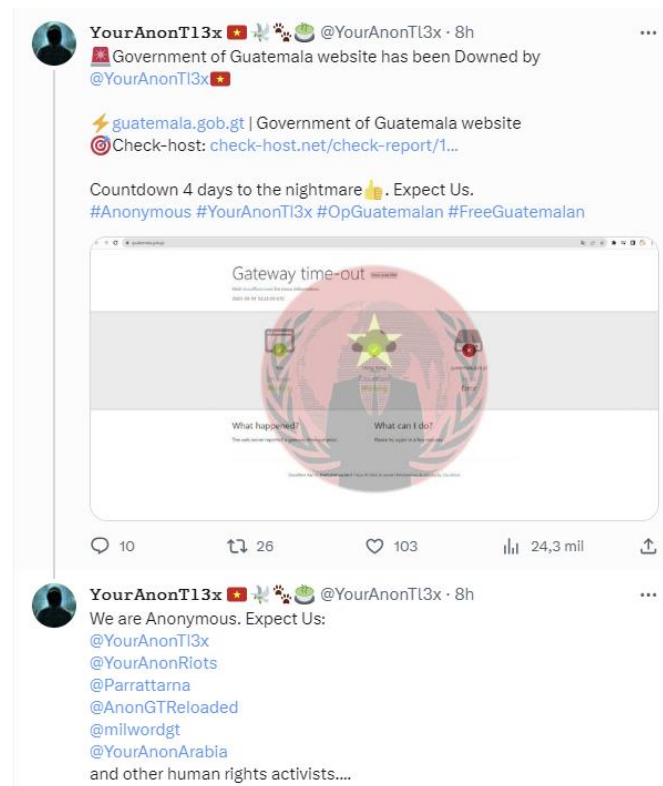 YourAnonT13x 🇻🇳 🕊️ 🐾 🍵 @YourAnonTl3x · 8h
🚨Government of Guatemala website has been Downed by
@YourAnonTl3x🇻🇳
⚡guatemala.gob.gt | Government of Guatemala website
🎯Check-host: check-host.net/check-report/1...
Countdown 4 days to the nightmare👍. Expect Us.
#Anonymous #YourAnonTl3x #OpGuatemalan #FreeGuatemalan
Gateway time-out
What happened?
What can I do?
10
26
103
24,3 mil
YourAnonT13x 🇻🇳 🕊️ 🐾 🍵 @YourAnonTl3x · 8h
We are Anonymous. Expect Us:
@YourAnonTl3x
@YourAnonRiots
@Parrattarna
@AnonGTReloaded
@milwordgt
@YourAnonArabia
and other human rights activists....